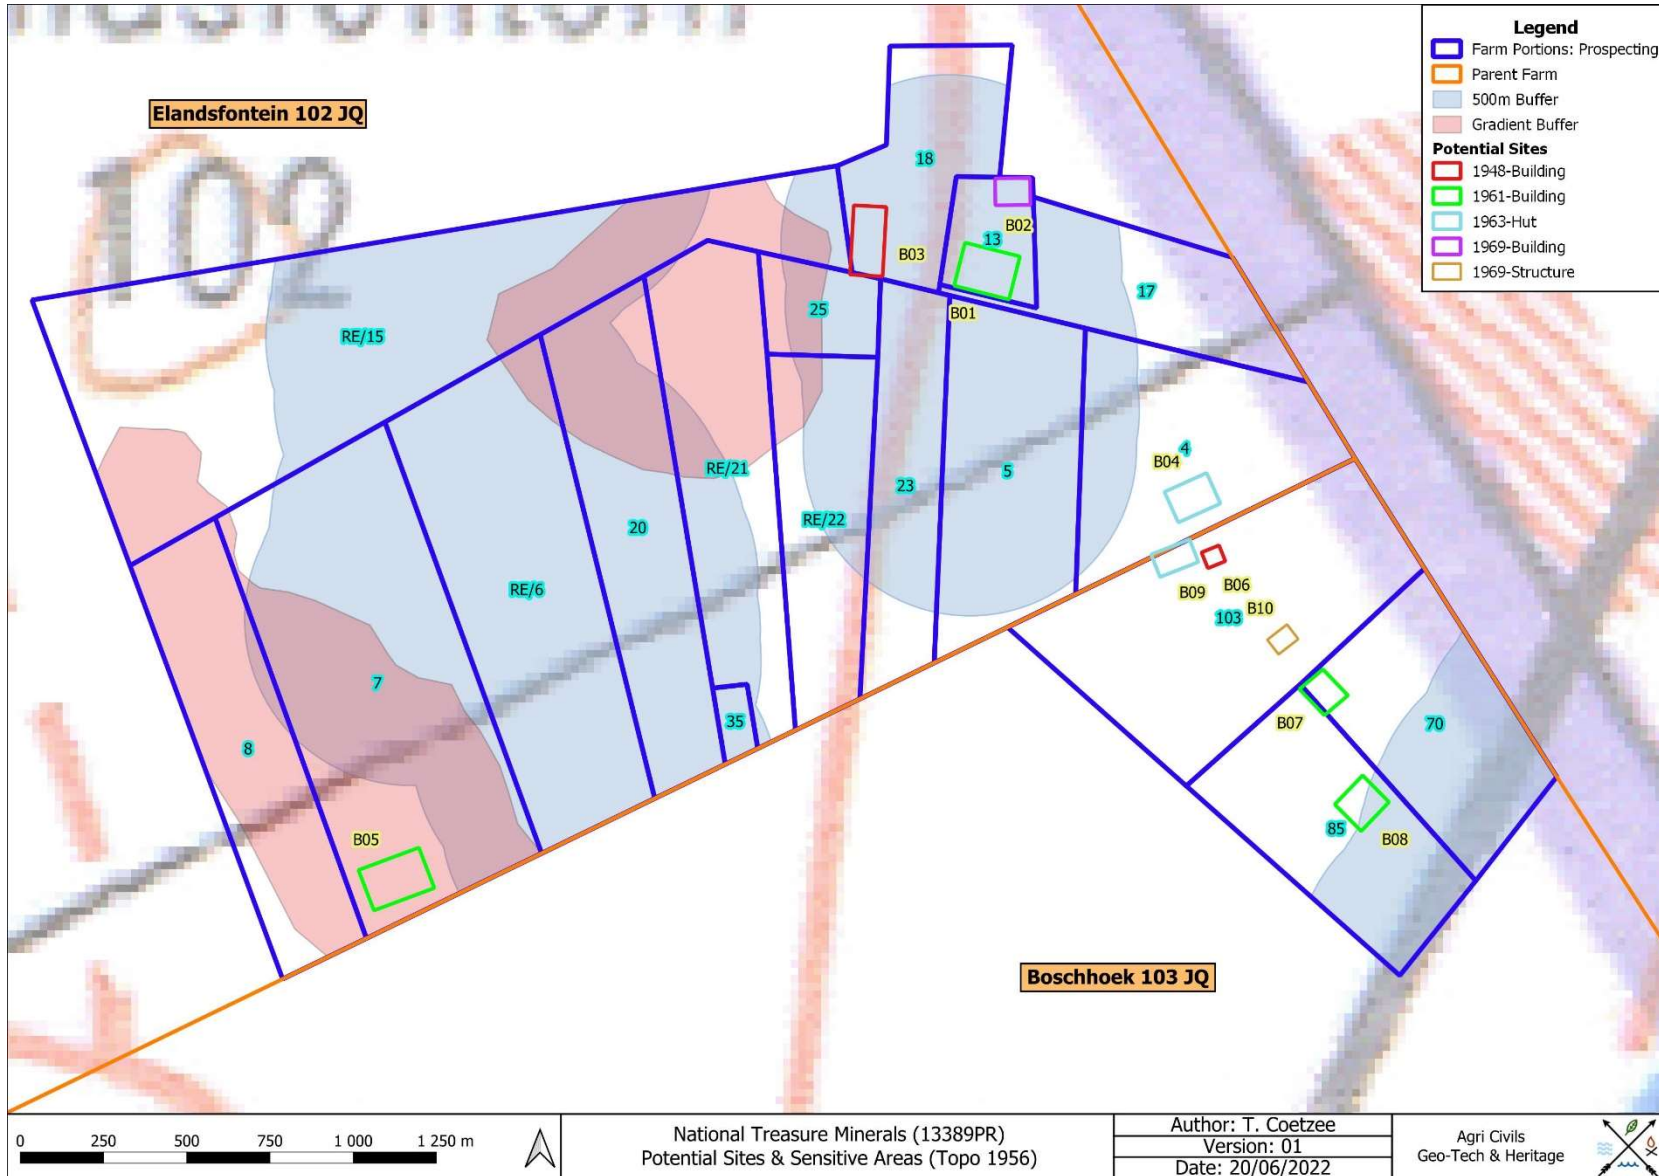 Elandsfontein 102 JQ
102
Legend
Farm Portions: Prospecting
Parent Farm
500m Buffer
Gradient Buffer
Potential Sites
1948-Building
1961-Building
1963-Hut
1969-Building
1969-Structure
18
B02
13
B03
17
25
B01
RE/15
4
B04
RE/21
5
23
RE/22
20
RE/6
B06
B09
B10
103
7
35
B07
70
8
85
B08
B05
Boschhoek 103 JQ
0 250 500 750 1 000 1 250 m
National Treasure Minerals (13389PR)
Potential Sites & Sensitive Areas (Topo 1956)
Author: T. Coetzee
Version: 01
Date: 20/06/2022
Agri Civils
Geo-Tech & Heritage